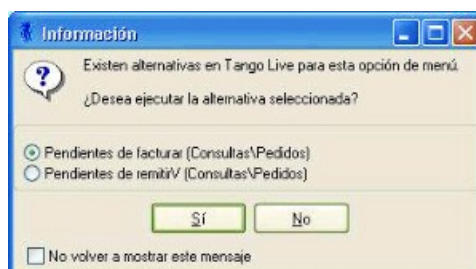 Información
Existen alternativas en Tango Live para esta opción de menú.
¿Desea ejecutar la alternativa seleccionada?
Pendientes de facturar (Consultas\Pedidos)
Pendientes de remitirV (Consultas\Pedidos)
Sí No
No volver a mostrar este mensaje